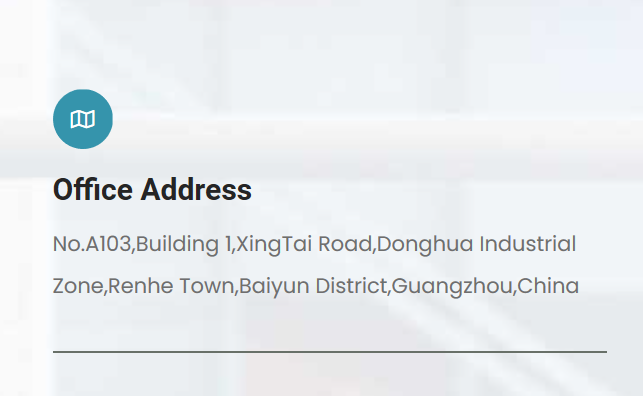 Office Address
No.A103,Building 1,XingTai Road,Donghua Industrial
Zone,Renhe Town,Baiyun District,Guangzhou,China